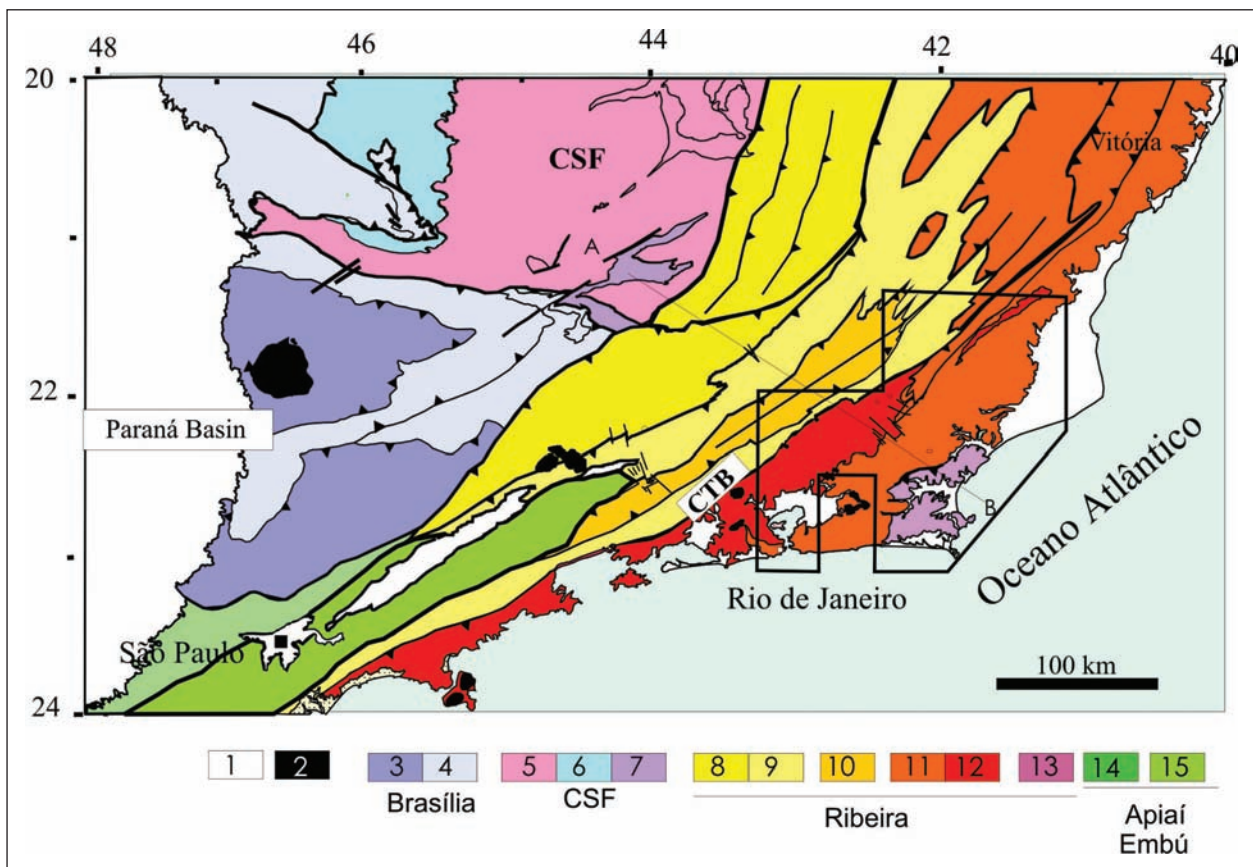 48 46 44 42 40
20
CSF
Vitória
A
22
Paraná Basin
CTB
B
Oceano Atlântico
Rio de Janeiro
São Paulo
100 km
24
1 2 3 4 5 6 7 8 9 10 11 12 13 14 15
Brasília CSF Ribeira Apiaí
Embú